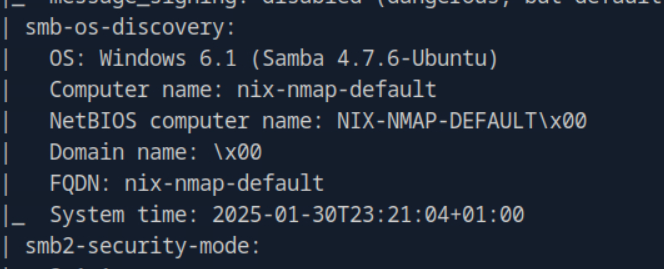 |_ message_signing: disabled (dangerous, but default
| smb-os-discovery:
|   OS: Windows 6.1 (Samba 4.7.6-Ubuntu)
|   Computer name: nix-nmap-default
|   NetBIOS computer name: NIX-NMAP-DEFAULT\x00
|   Domain name: \x00
|   FQDN: nix-nmap-default
|_  System time: 2025-01-30T23:21:04+01:00
| smb2-security-mode: